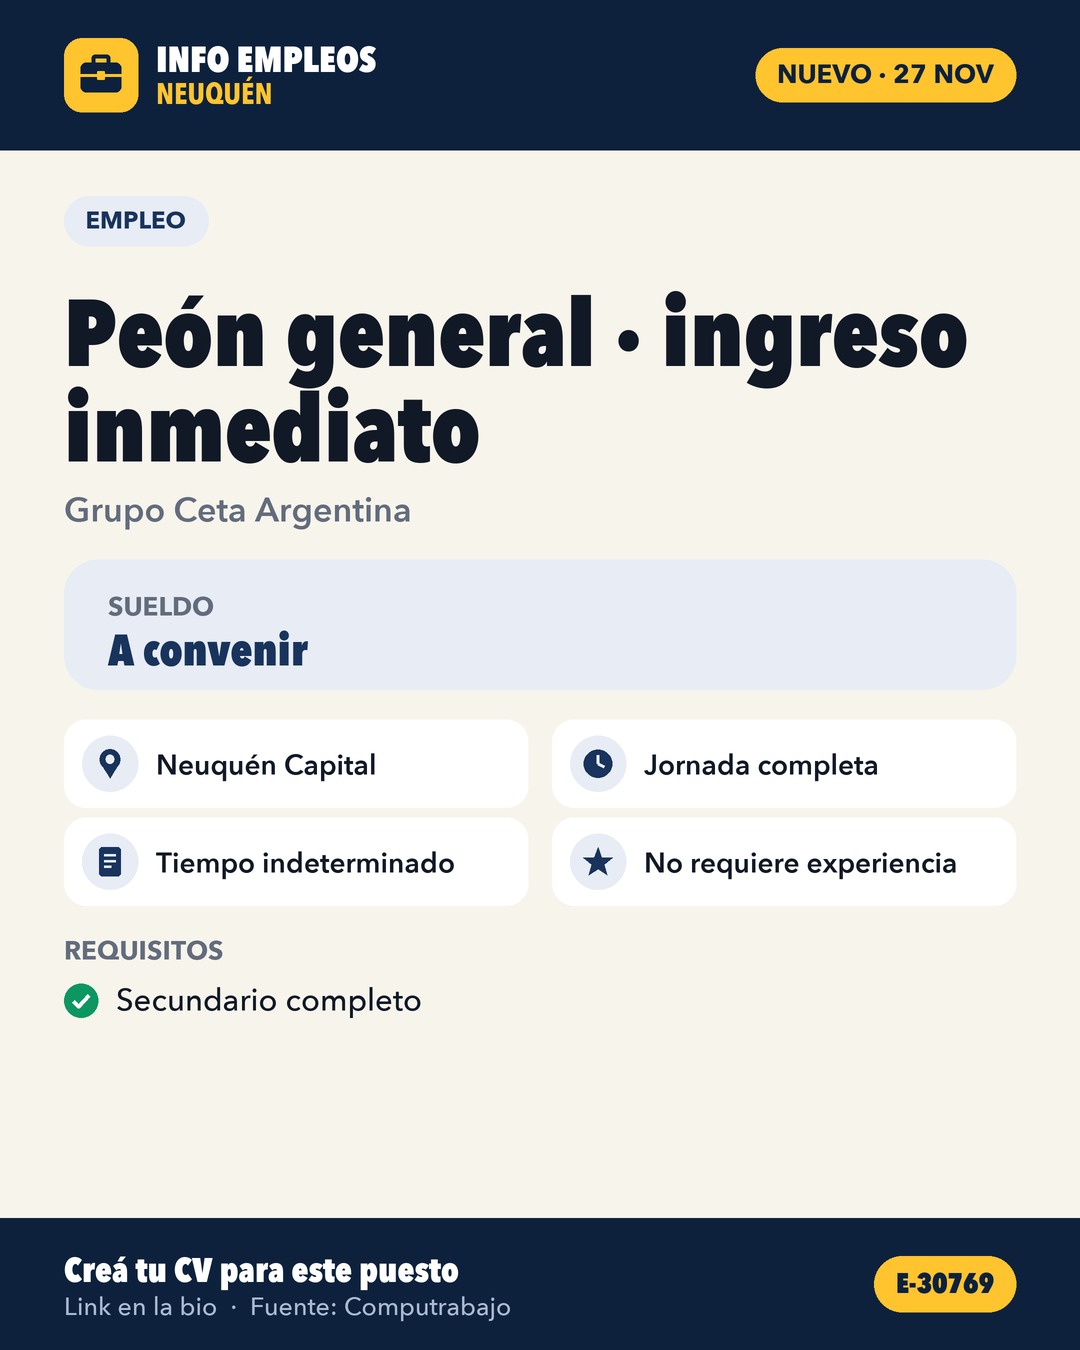 INFO EMPLEOS
NEUQUÉN
NUEVO · 27 NOV
EMPLEO
Peón general · ingreso
inmediato
Grupo Ceta Argentina
SUELDO
A convenir
Neuquén Capital
Jornada completa
Tiempo indeterminado
No requiere experiencia
REQUISITOS
Secundario completo
Creá tu CV para este puesto
Link en la bio · Fuente: Computrabajo
E-30769